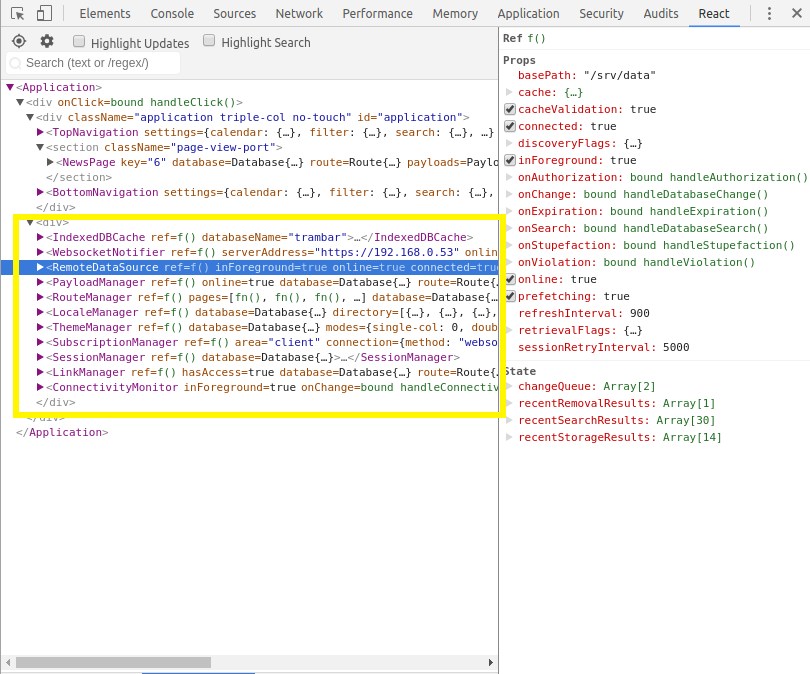 Elements Console Sources Network Performance Memory Application Security Audits React
Highlight Updates Highlight Search
Search (text or /regex/)
<Application>
<div onClick=bound handleClick()>
<div className="application triple-col no-touch" id="application">
<TopNavigation settings={calendar: {…}, filter: {…}, search: {…}, …}
<section className="page-view-port">
<NewsPage key="6" database=Database{…} route=Route{…} payloads=Paylo
</section>
<BottomNavigation settings={calendar: {…}, filter: {…}, search: {…},
</div>
<div>
<IndexedDBCache ref=f() databaseName="trambar">…</IndexedDBCache>
<WebsocketNotifier ref=f() serverAddress="https://192.168.0.53" onlin
<RemoteDataSource ref=f() inForeground=true online=true connected=true
<PayloadManager ref=f() online=true database=Database{…} route=Route{…
<RouteManager ref=f() pages=[fn(), fn(), fn(), …] database=Database{…}
<LocaleManager ref=f() database=Database{…} directory=[{…}, {…}, {…},
<ThemeManager ref=f() database=Database{…} modes={single-col: 0, doub
<SubscriptionManager ref=f() area="client" connection={method: "webso
<SessionManager ref=f() database=Database{…}>…</SessionManager>
<LinkManager ref=f() hasAccess=true database=Database{…} route=Route{…
<ConnectivityMonitor inForeground=true onChange=bound handleConnectiv
</div>
</div>
</Application>
Ref f()
Props
basePath: "/srv/data"
cache: {…}
cacheValidation: true
connected: true
discoveryFlags: {…}
inForeground: true
onAuthorization: bound handleAuthorization()
onChange: bound handleDatabaseChange()
onExpiration: bound handleExpiration()
onSearch: bound handleDatabaseSearch()
onStupefaction: bound handleStupefaction()
onViolation: bound handleViolation()
online: true
prefetching: true
refreshInterval: 900
retrievalFlags: {…}
sessionRetryInterval: 5000
State
changeQueue: Array[2]
recentRemovalResults: Array[1]
recentSearchResults: Array[30]
recentStorageResults: Array[14]